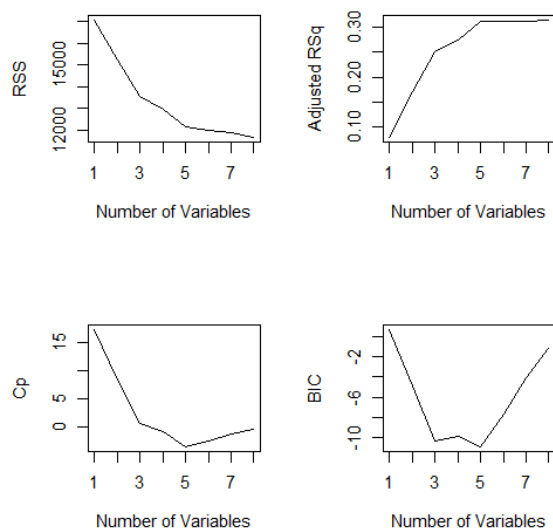 RSS
12000 15000
1 3 5 7
Number of Variables
Adjusted RSq
0.10 0.20 0.30
1 3 5 7
Number of Variables
Cp
0 5 15
1 3 5 7
Number of Variables
BIC
-10 -6 -2
1 3 5 7
Number of Variables